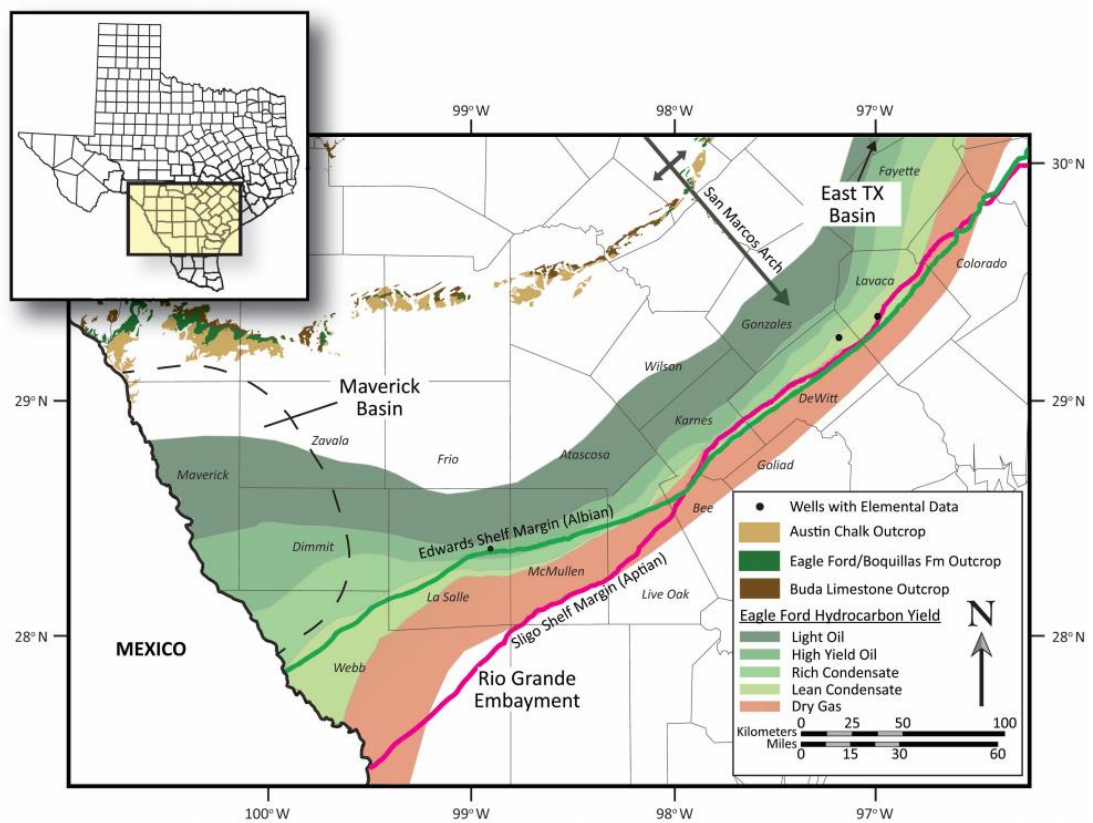 99°W
98°W
97°W
30°N
Fayette
East TX
Basin
San Marcos Arch
Colorado
Lavaca
Gonzales
Wilson
29°N
29°N
Maverick
Basin
DeWitt
Karnes
Zavala
Frio
Atascosa
Maverick
Goliad
Bee
Edwards Shelf Margin (Albian)
Dimmit
McMullen
La Salle
Live Oak
Sligo Shelf Margin (Aptian)
28°N
28°N
MEXICO
Webb
Rio Grande
Embayment
Wells with Elemental Data
Austin Chalk Outcrop
Eagle Ford/Boquillas Fm Outcrop
Buda Limestone Outcrop
Eagle Ford Hydrocarbon Yield
N
Light Oil
High Yield Oil
Rich Condensate
Lean Condensate
Dry Gas
0 25 50 100
Kilometers
Miles
0 15 30 60
100°W
99°W
98°W
97°W